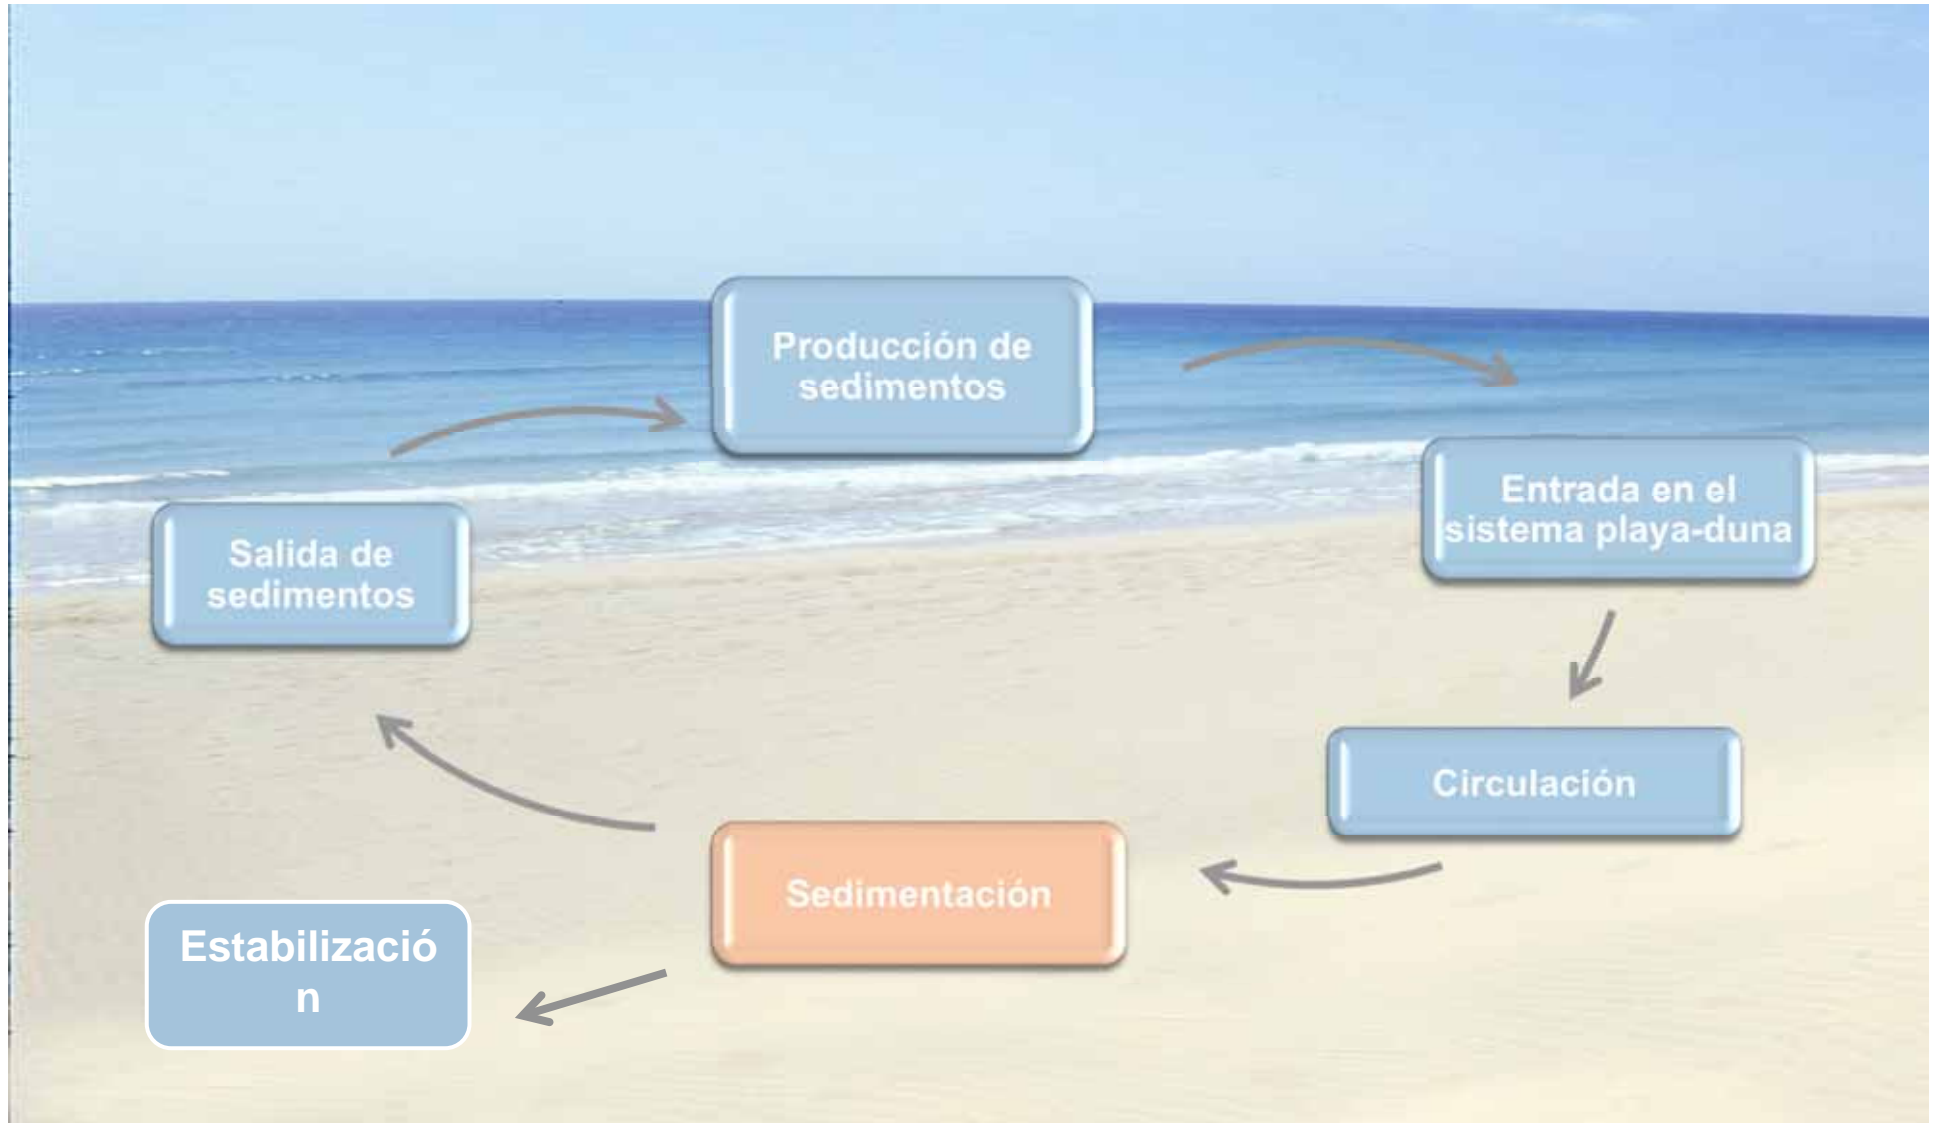 Producción de
sedimentos
Entrada en el
sistema playa-duna
Salida de
sedimentos
Circulación
Sedimentación
Estabilizació
n